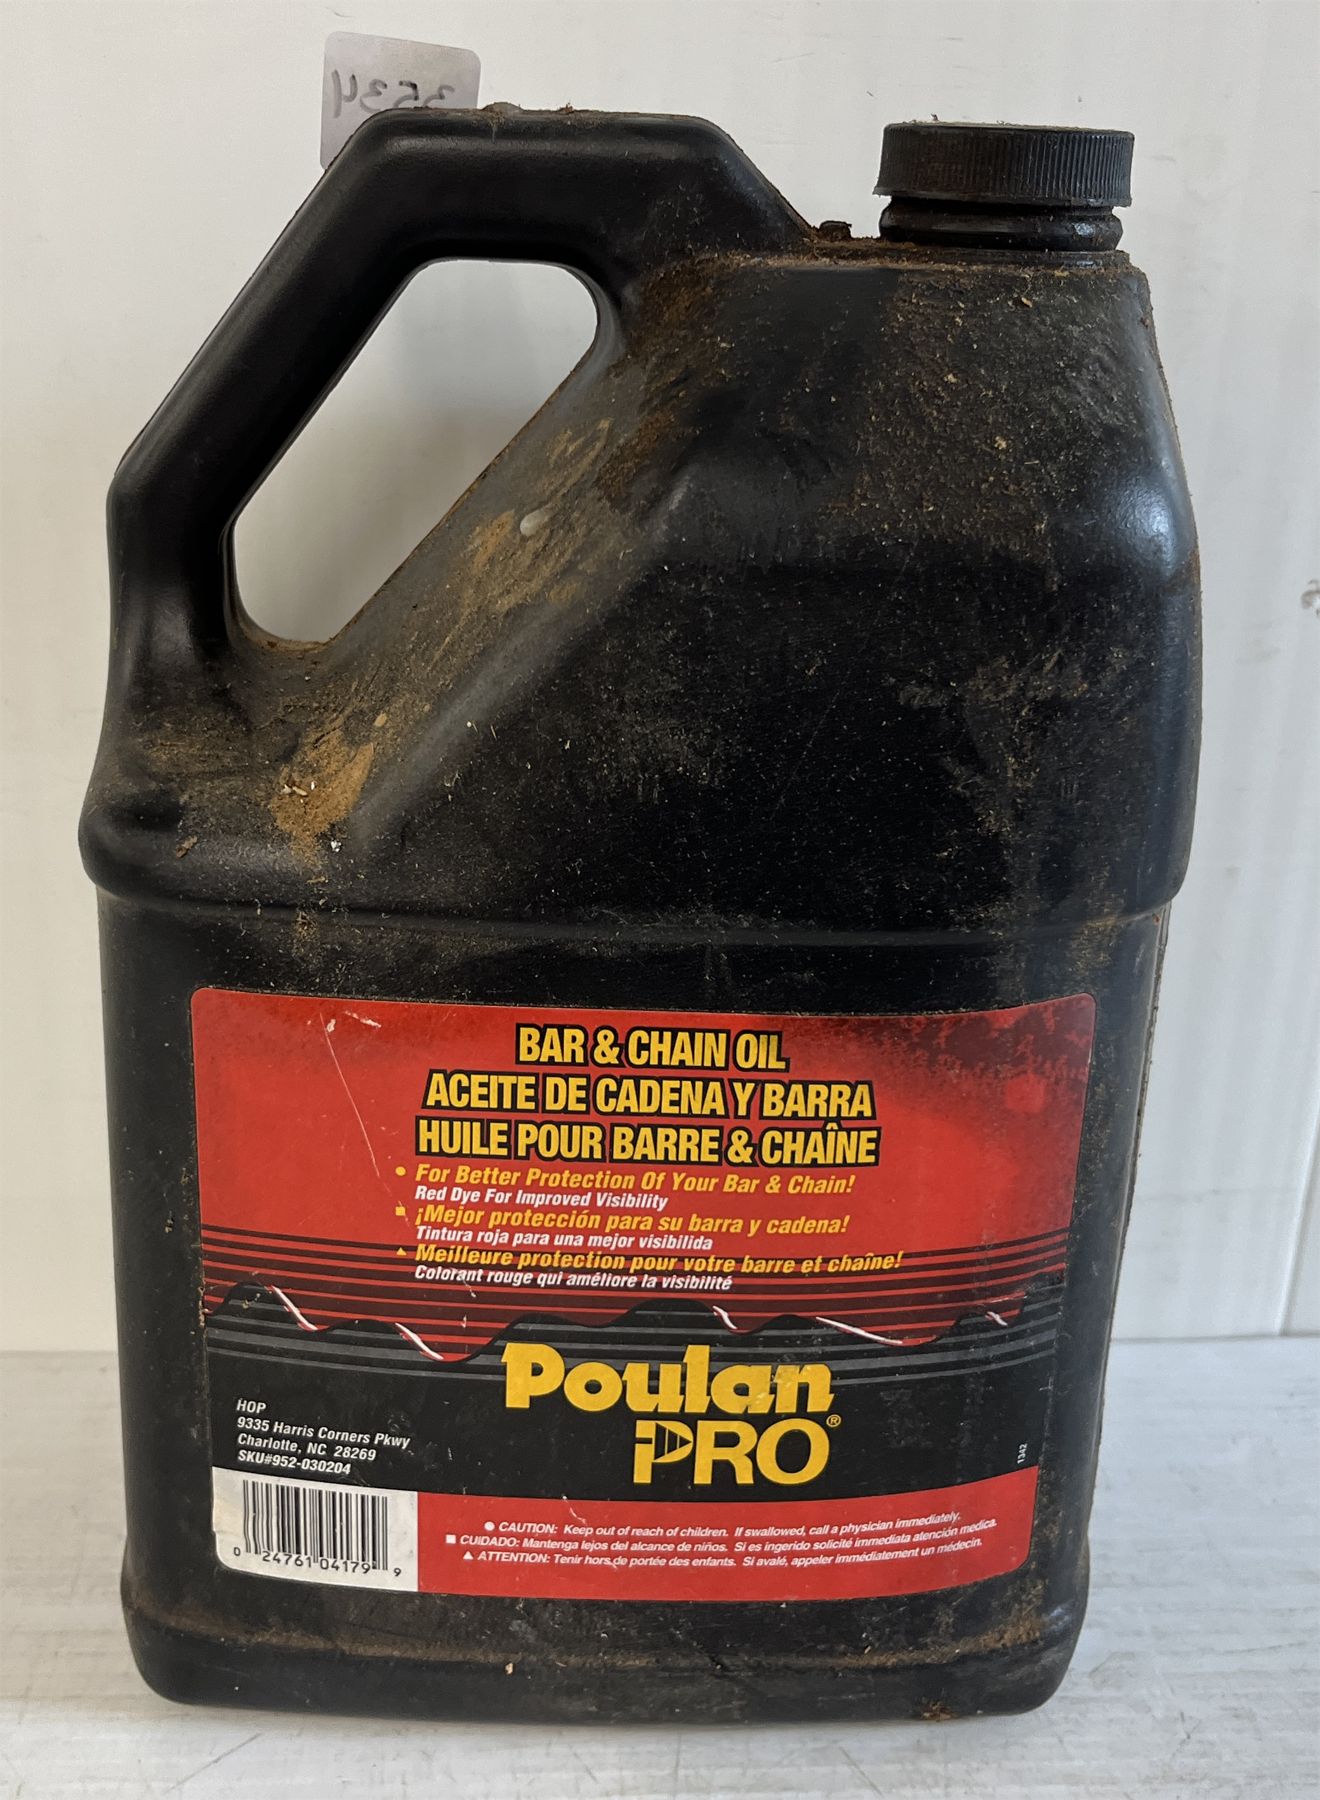 3534
BAR & CHAIN OIL
ACEITE DE CADENA Y BARRA
HUILE POUR BARRE & CHAÎNE
• For Better Protection Of Your Bar & Chain!
Red Dye For Improved Visibility
■ ¡Mejor protección para su barra y cadena!
Tintura roja para una mejor visibilida
▲ Meilleure protection pour votre barre et chaîne!
Colorant rouge qui améliore la visibilité
Poulan
PRO®
HOP
9335 Harris Corners Pkwy
Charlotte, NC 28269
SKU#952-030204
1342
● CAUTION: Keep out of reach of children. If swallowed, call a physician immediately.
■ CUIDADO: Mantenga lejos del alcance de niños. Si es ingerido solicité immediata atención medica.
▲ ATTENTION: Tenir hors de portée des enfants. Si avalé, appeler immédiatement un médecin.
0 24761 04179 9